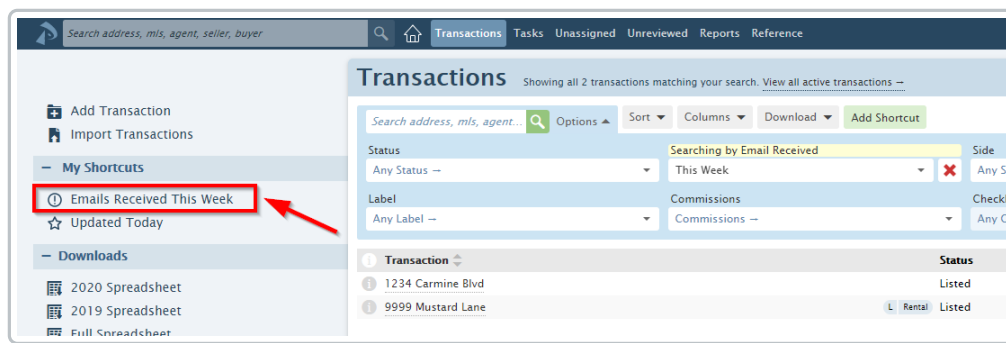 Search address, mls, agent, seller, buyer
Transactions Tasks Unassigned Unreviewed Reports Reference
Add Transaction
Import Transactions
− My Shortcuts
Emails Received This Week
Updated Today
− Downloads
2020 Spreadsheet
2019 Spreadsheet
Full Spreadsheet
Transactions Showing all 2 transactions matching your search. View all active transactions →
Search address, mls, agent... Options ▲ Sort ▼ Columns ▼ Download ▼ Add Shortcut
Status Searching by Email Received Side
Any Status → This Week Any S
Label Commissions Checkl
Any Label → Commissions → Any C
Transaction Status
1234 Carmine Blvd Listed
9999 Mustard Lane L Rental Listed